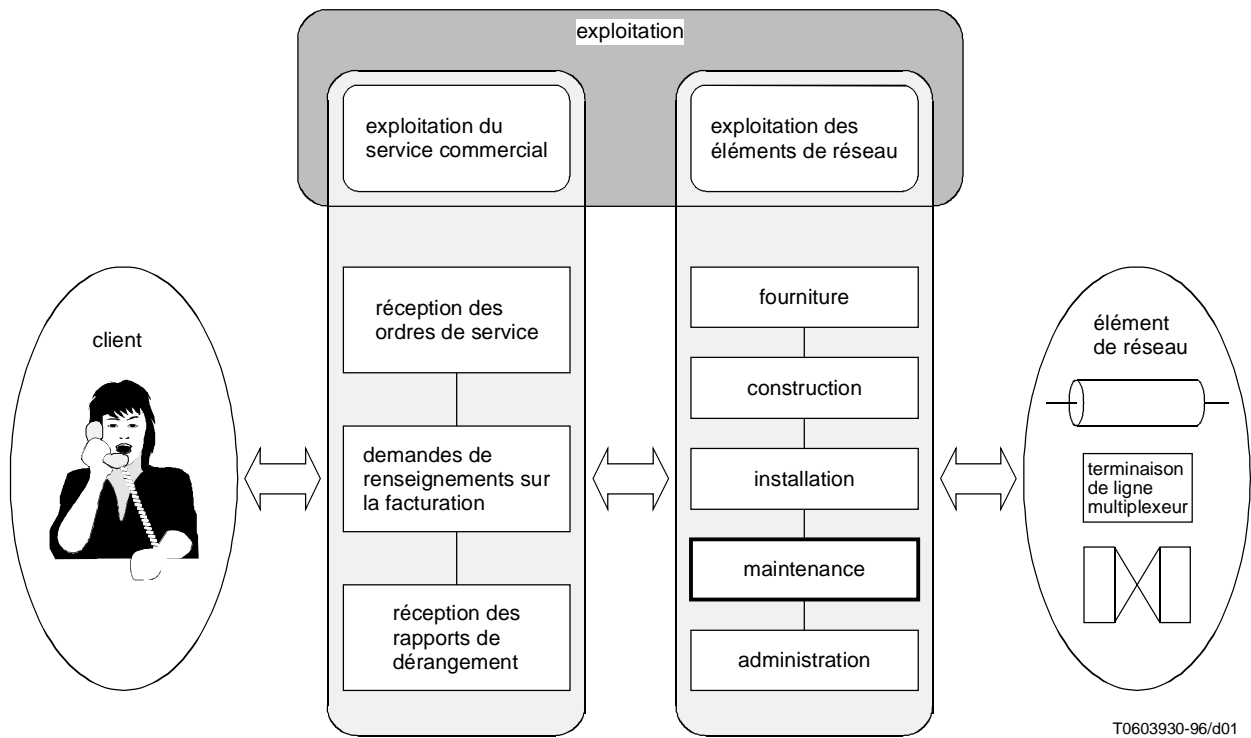 exploitation
exploitation du
service commercial
exploitation des
éléments de réseau
client
réception des
ordres de service
demandes de
renseignements sur
la facturation
réception des
rapports de
dérangement
fourniture
construction
installation
maintenance
administration
élément
de réseau
terminaison
de ligne
multiplexeur
T0603930-96/d01